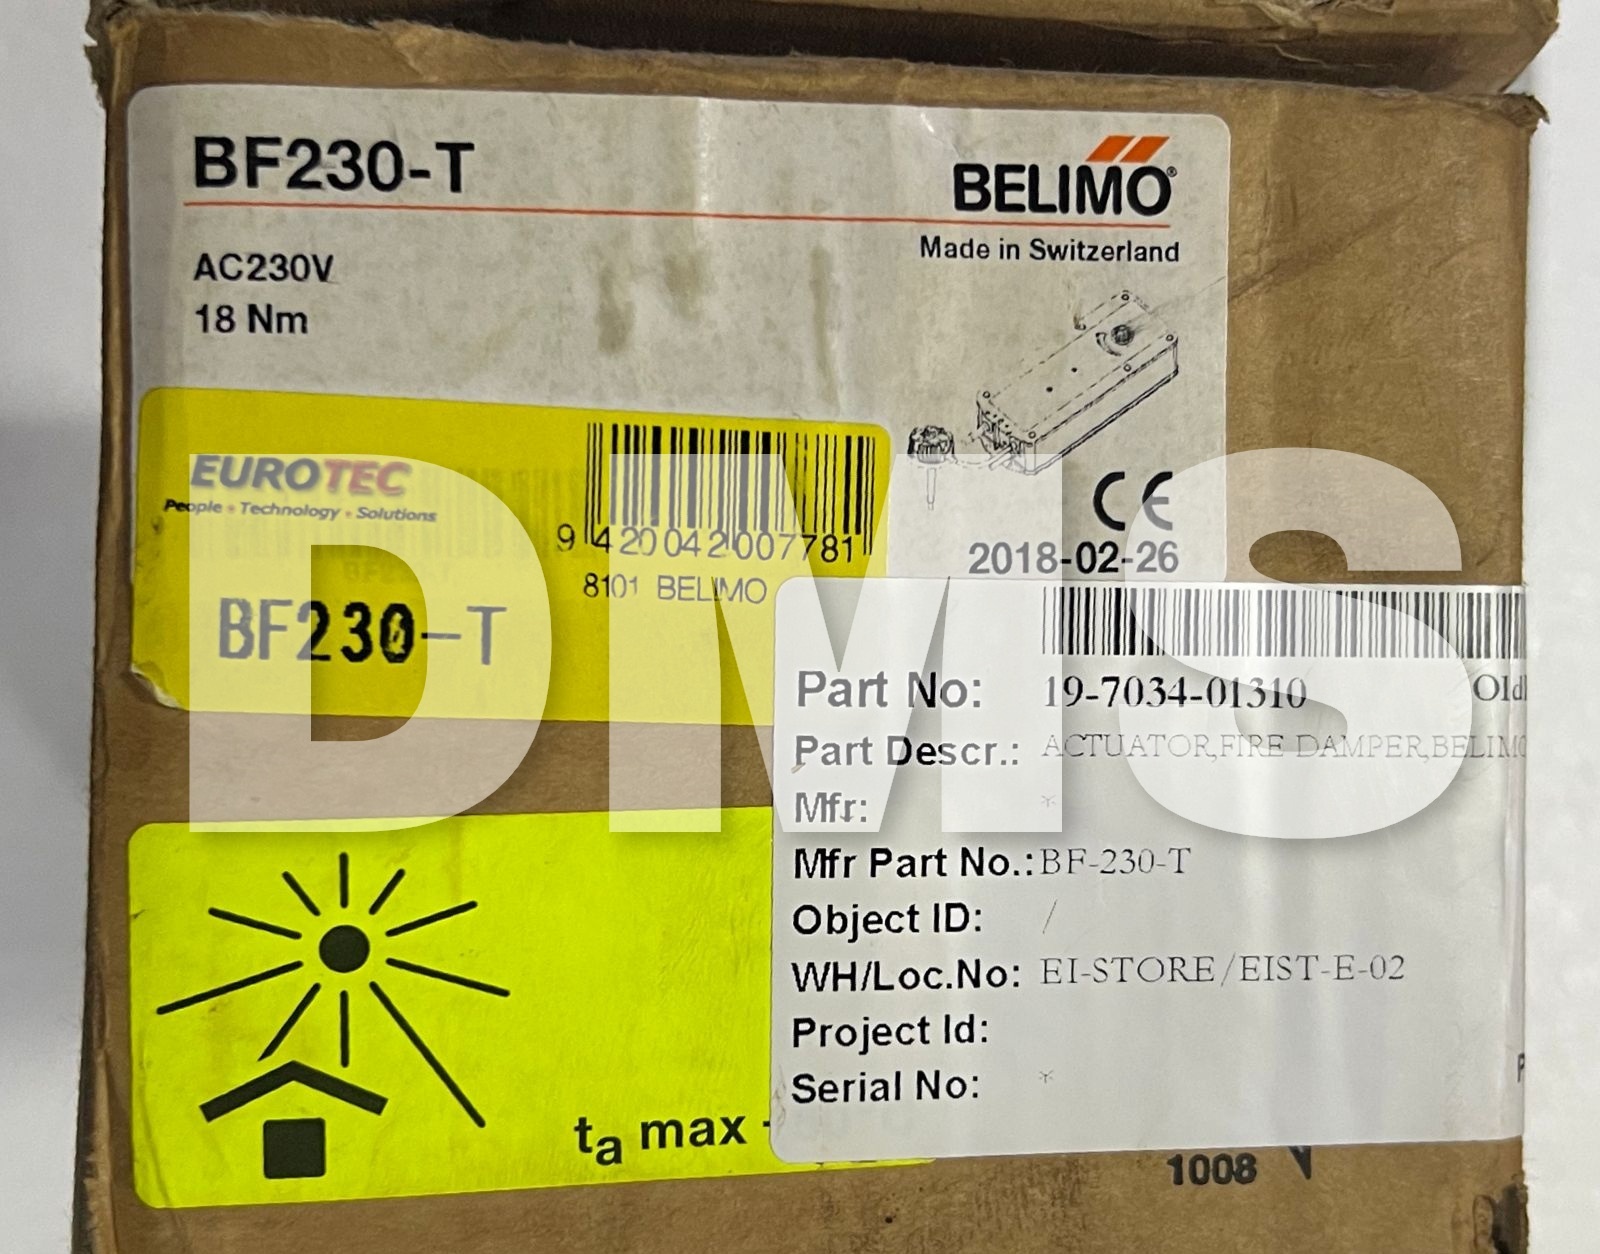 BF230-T
BELIMO®
Made in Switzerland
AC230V
18 Nm
EUROTEC
People • Technology • Solutions
9 420042 007781
8101 BELIMO
BF230-T
CE
2018-02-26
DMS
Part No: 19-7034-01310
Part Descr.: ACTUATOR,FIRE DAMPER,BELIMO
Mfr: *
Mfr Part No.: BF-230-T
Object ID: /
WH/Loc.No: EI-STORE/EIST-E-02
Project Id:
Serial No: *
ta max
1008